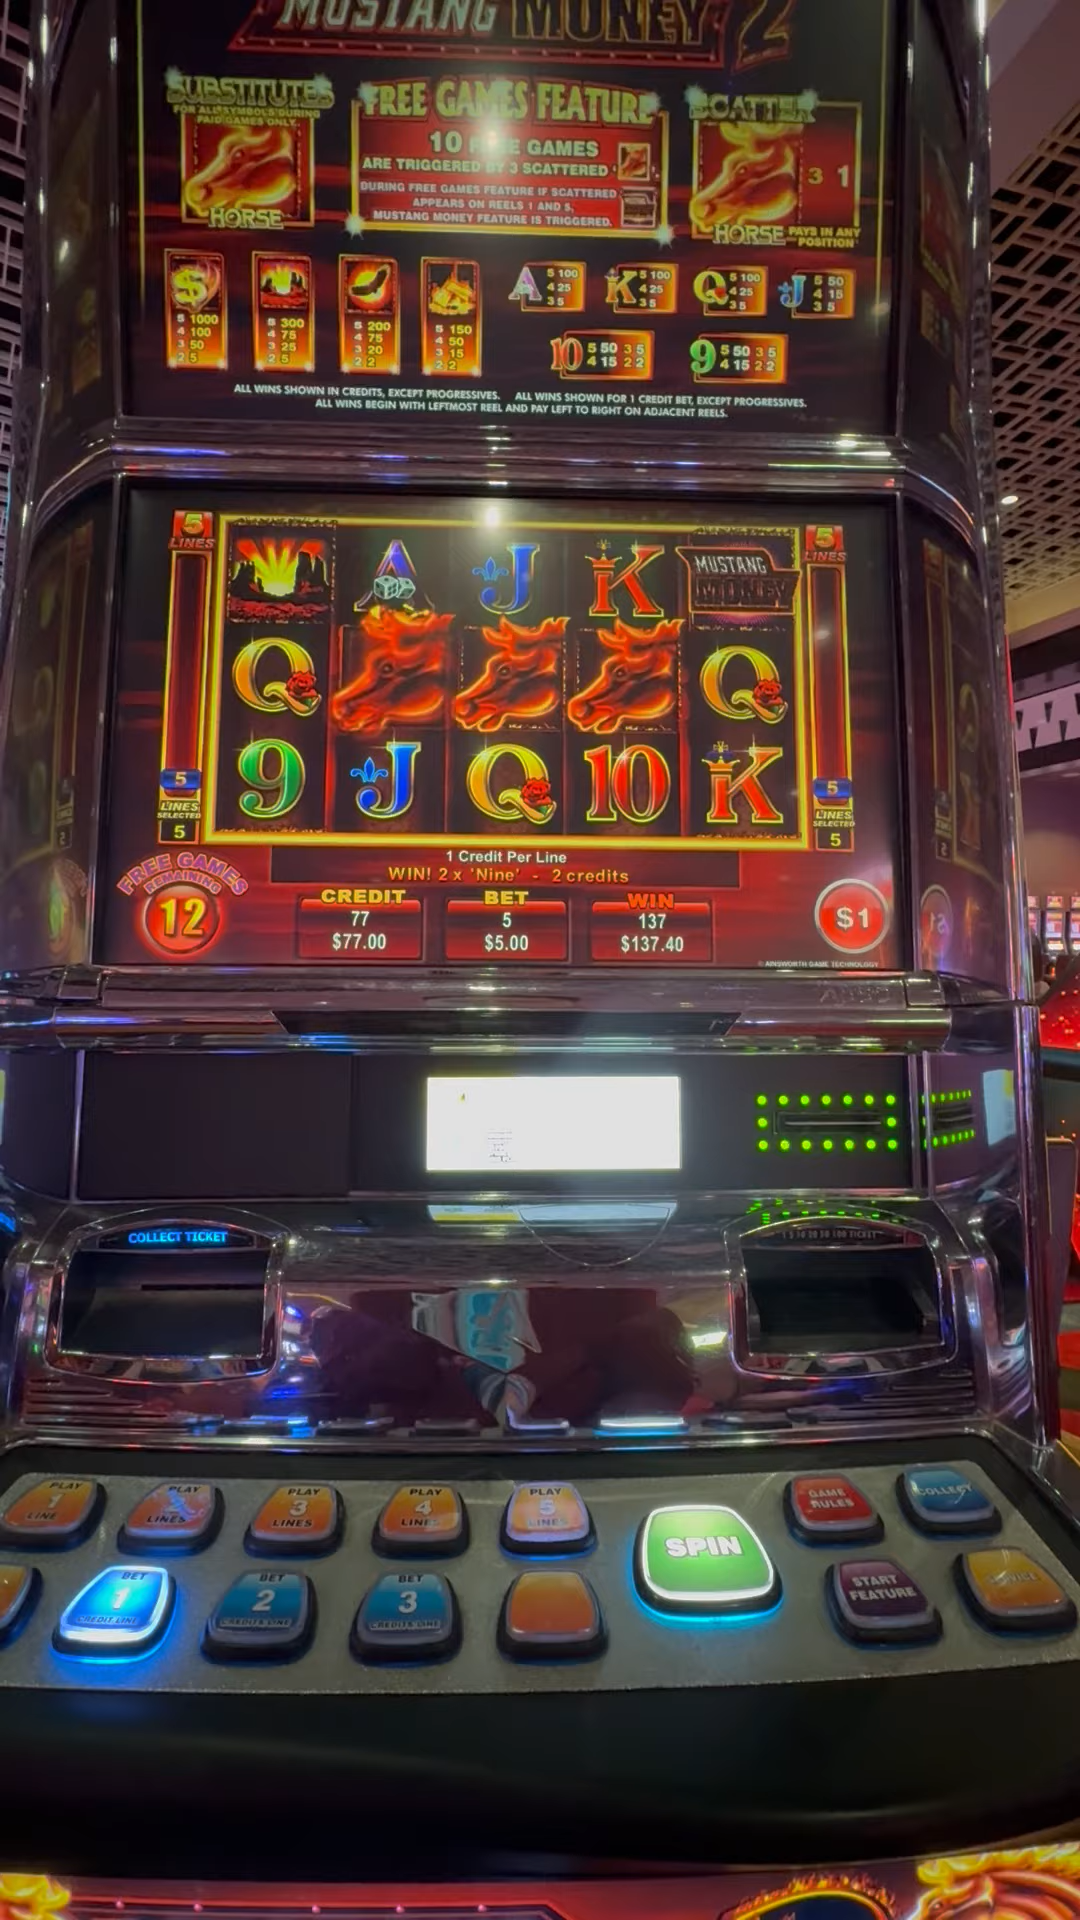 MUSTANG MONEY 2
SUBSTITUTES
FOR ALL SYMBOLS DURING
PAID GAMES ONLY.
HORSE
FREE GAMES FEATURE
10 FREE GAMES
ARE TRIGGERED BY 3 SCATTERED
DURING FREE GAMES FEATURE IF SCATTERED
APPEARS ON REELS 1 AND 5,
MUSTANG MONEY FEATURE IS TRIGGERED.
SCATTER
3 1
HORSE PAYS IN ANY
POSITION
$
5 1000
4 100
3 50
2 5
5 300
4 75
3 25
2 5
5 200
4 75
3 20
2 2
5 150
4 50
3 15
2 2
A 5 100
4 25
3 5
K 5 100
4 25
3 5
Q 5 100
4 25
3 5
J 5 50
4 15
3 5
10 5 50 3 5
4 15 2 2
9 5 50 3 5
4 15 2 2
ALL WINS SHOWN IN CREDITS, EXCEPT PROGRESSIVES. ALL WINS SHOWN FOR 1 CREDIT BET, EXCEPT PROGRESSIVES.
ALL WINS BEGIN WITH LEFTMOST REEL AND PAY LEFT TO RIGHT ON ADJACENT REELS.
5
LINES
5
LINES
A J K MUSTANG
MONEY
Q Q
9 J Q 10 K
5
LINES
SELECTED
5
5
LINES
SELECTED
5
1 Credit Per Line
WIN! 2 x 'Nine' - 2 credits
FREE GAMES
REMAINING
12
CREDIT
77
$77.00
BET
5
$5.00
WIN
137
$137.40
$1
© AINSWORTH GAME TECHNOLOGY
COLLECT TICKET
PLAY
1
LINE
PLAY
2
LINES
PLAY
3
LINES
PLAY
4
LINES
PLAY
5
LINES
SPIN
GAME
RULES
COLLECT
BET
1
CREDIT/LINE
BET
2
CREDITS/LINE
BET
3
CREDITS/LINE
START
FEATURE
SERVICE